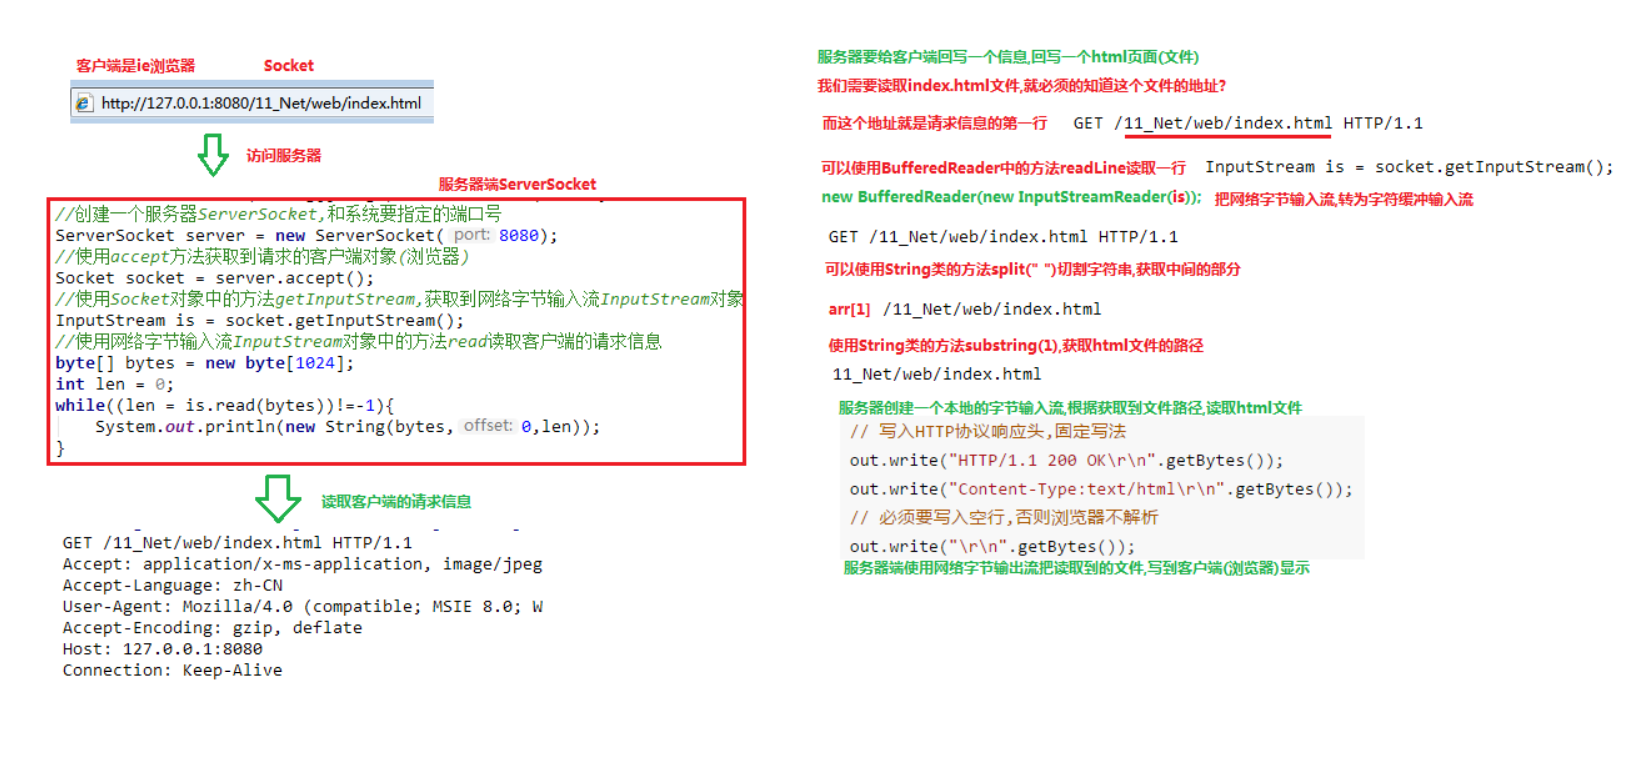 客户端是ie浏览器 Socket
http://127.0.0.1:8080/11_Net/web/index.html
访问服务器
服务器端ServerSocket
//创建一个服务器ServerSocket,和系统要指定的端口号
ServerSocket server = new ServerSocket( port: 8080);
//使用accept方法获取到请求的客户端对象(浏览器)
Socket socket = server.accept();
//使用Socket对象中的方法getInputStream,获取到网络字节输入流InputStream对象
InputStream is = socket.getInputStream();
//使用网络字节输入流InputStream对象中的方法read读取客户端的请求信息
byte[] bytes = new byte[1024];
int len = 0;
while((len = is.read(bytes))!=-1){
System.out.println(new String(bytes, offset: 0,len));
}
读取客户端的请求信息
GET /11_Net/web/index.html HTTP/1.1
Accept: application/x-ms-application, image/jpeg
Accept-Language: zh-CN
User-Agent: Mozilla/4.0 (compatible; MSIE 8.0; W
Accept-Encoding: gzip, deflate
Host: 127.0.0.1:8080
Connection: Keep-Alive
服务器要给客户端回写一个信息,回写一个html页面(文件)
我们需要读取index.html文件,就必须的知道这个文件的地址?
而这个地址就是请求信息的第一行 GET /11_Net/web/index.html HTTP/1.1
可以使用BufferedReader中的方法readLine读取一行 InputStream is = socket.getInputStream();
new BufferedReader(new InputStreamReader(is)); 把网络字节输入流,转为字符缓冲输入流
GET /11_Net/web/index.html HTTP/1.1
可以使用String类的方法split(" ")切割字符串,获取中间的部分
arr[1] /11_Net/web/index.html
使用String类的方法substring(1),获取html文件的路径
11_Net/web/index.html
服务器创建一个本地的字节输入流,根据获取到文件路径,读取html文件
// 写入HTTP协议响应头,固定写法
out.write("HTTP/1.1 200 OK\r\n".getBytes());
out.write("Content-Type:text/html\r\n".getBytes());
// 必须要写入空行,否则浏览器不解析
out.write("\r\n".getBytes());
服务器端使用网络字节输出流把读取到的文件,写到客户端(浏览器)显示